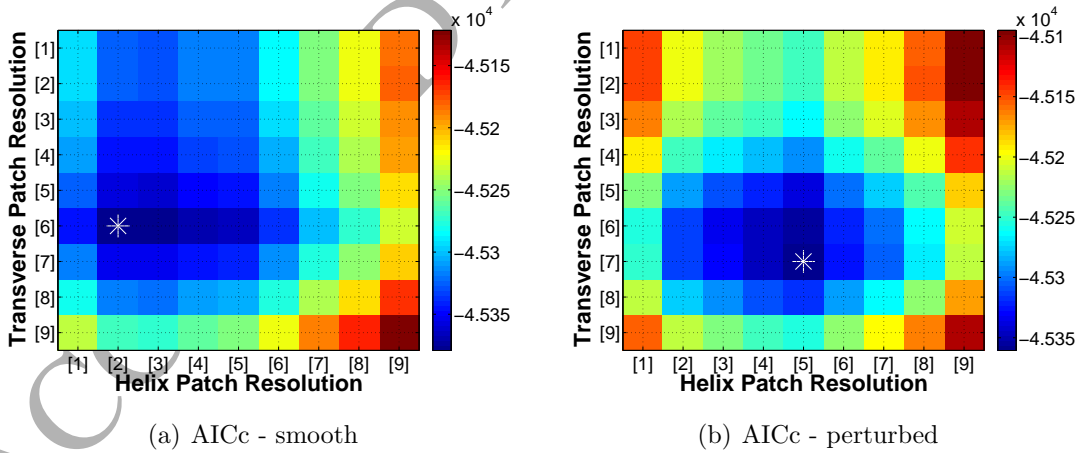 x 10^4
x 10^4
Transverse Patch Resolution
[1]
[2]
[3]
[4]
[5]
[6]
[7]
[8]
[9]
[1] [2] [3] [4] [5] [6] [7] [8] [9]
Helix Patch Resolution
−4.515
−4.52
−4.525
−4.53
−4.535
(a) AICc - smooth
Transverse Patch Resolution
[1]
[2]
[3]
[4]
[5]
[6]
[7]
[8]
[9]
[1] [2] [3] [4] [5] [6] [7] [8] [9]
Helix Patch Resolution
−4.51
−4.515
−4.52
−4.525
−4.53
−4.535
(b) AICc - perturbed